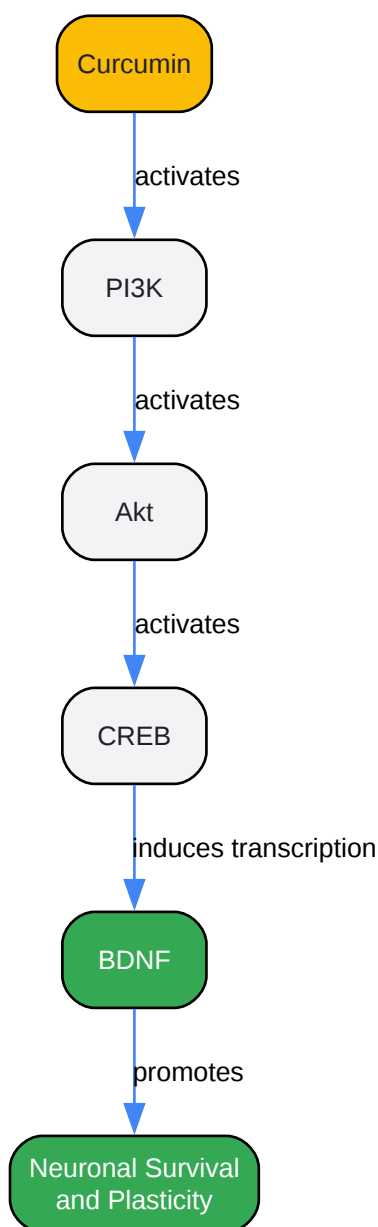 Curcumin
activates
PI3K
activates
Akt
activates
CREB
induces transcription
BDNF
promotes
Neuronal Survival
and Plasticity